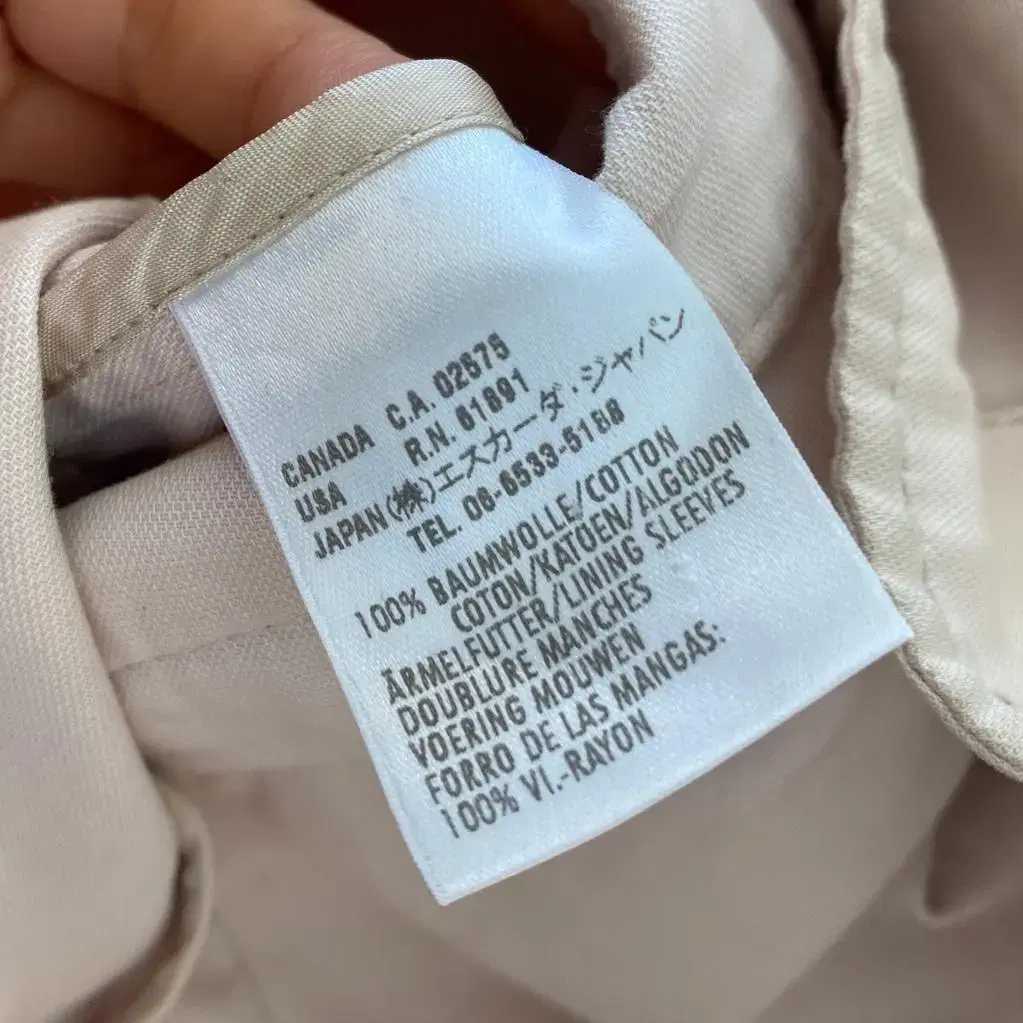 CANADA C.A. 02575
USA R.N. 61891
JAPAN (株)エスカーダ・ジャパン
TEL. 06-6533-5188
100% BAUMWOLLE/COTTON
COTON/KATOEN/ALGODON
ÄRMELFUTTER/LINING SLEEVES
DOUBLURE MANCHES
VOERING MOUWEN
FORRO DE LAS MANGAS:
100% VI.-RAYON